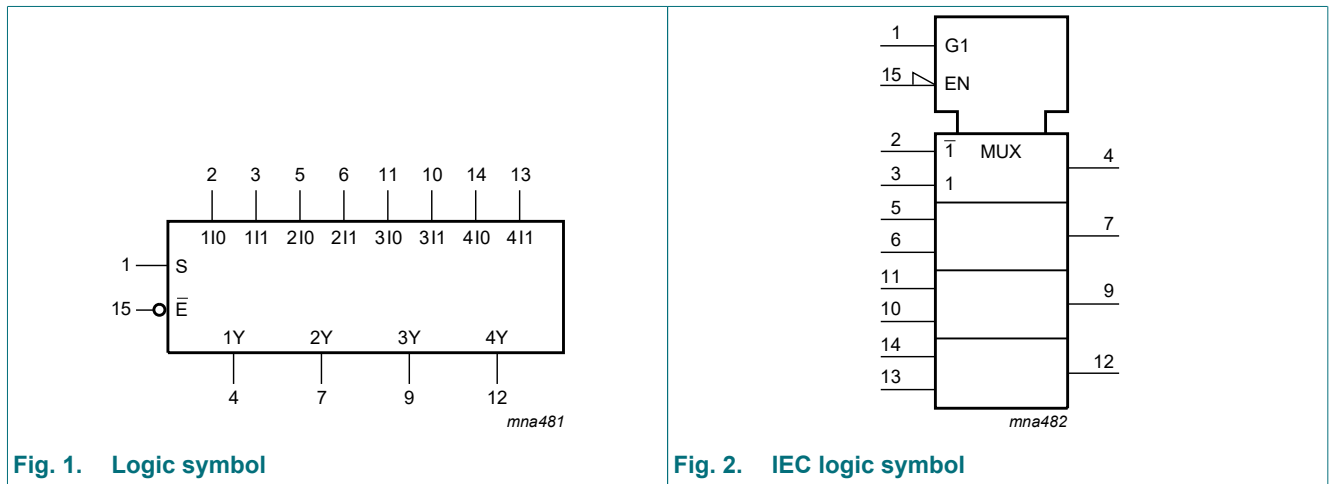 2 3 5 6 11 10 14 13
1I0 1I1 2I0 2I1 3I0 3I1 4I0 4I1
1 S
15 E̅
1Y 2Y 3Y 4Y
4 7 9 12
mna481
Fig. 1. Logic symbol
1 G1
15 EN
2 1̅ MUX 4
3 1
5
7
6
11
9
10
14
12
13
mna482
Fig. 2. IEC logic symbol